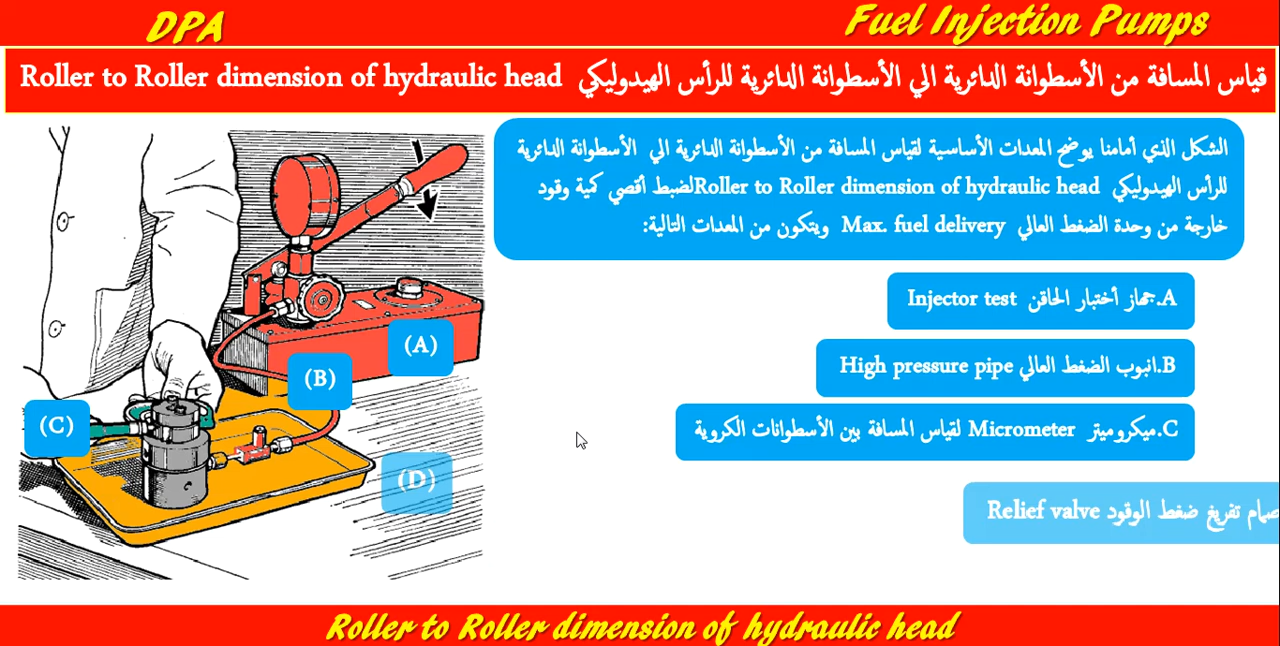 DPA
Fuel Injection Pumps
قياس المسافة من الأسطوانة الدائرية الي الأسطوانة الدائرية للرأس الهيدوليكي Roller to Roller dimension of hydraulic head
الشكل الذي أمامنا يوضح المعدات الأساسية لقياس المسافة من الأسطوانة الدائرية الي الأسطوانة الدائرية
للرأس الهيدوليكي Roller to Roller dimension of hydraulic head لضبط أقصي كمية وقود
خارجة من وحدة الضغط العالي Max. fuel delivery ويتكون من المعدات التالية:
A.جهاز أختبار الحاقن Injector test
B.انبوب الضغط العالي High pressure pipe
C.ميكروميتر Micrometer لقياس المسافة بين الأسطوانات الكروية
صمام تفريغ ضغط الوقود Relief valve
(A)
(B)
(C)
(D)
Roller to Roller dimension of hydraulic head